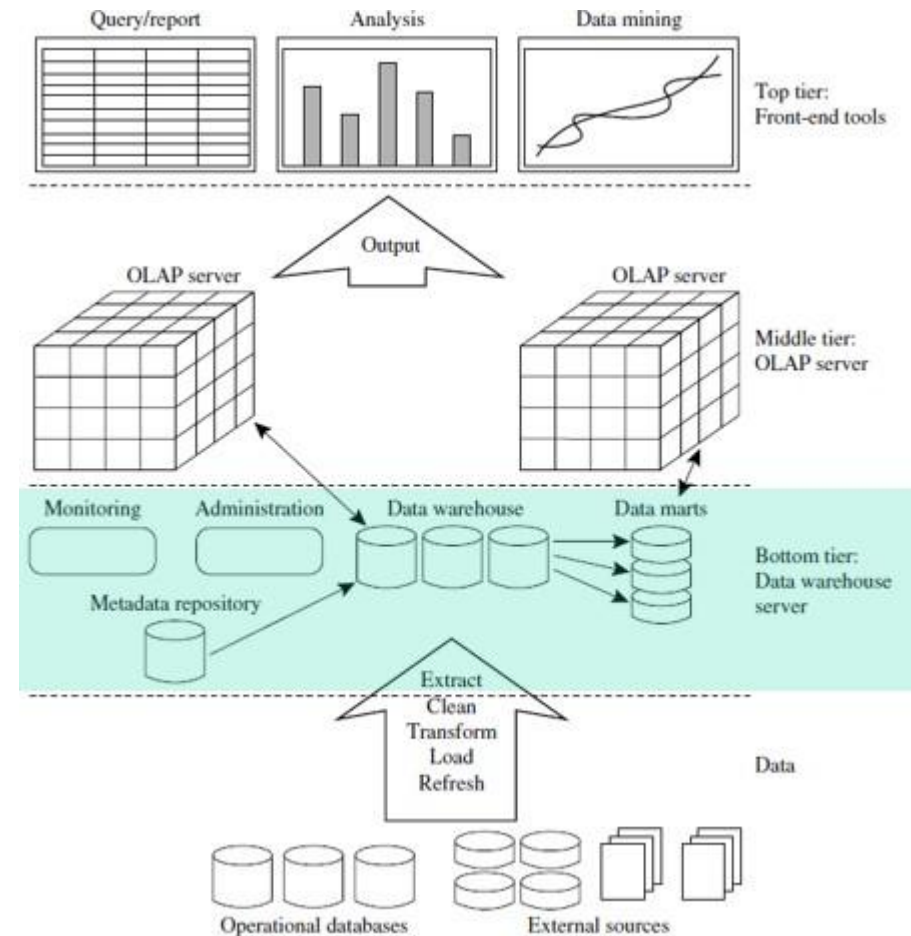 Query/report
Analysis
Data mining
Top tier:
Front-end tools
Output
OLAP server
OLAP server
Middle tier:
OLAP server
Monitoring
Administration
Data warehouse
Data marts
Bottom tier:
Data warehouse
server
Metadata repository
Extract
Clean
Transform
Load
Refresh
Data
Operational databases
External sources